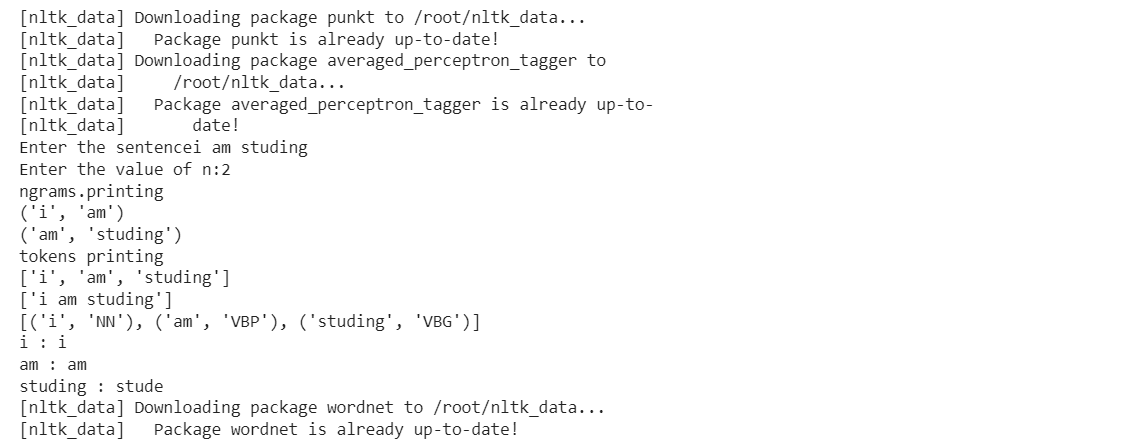 [nltk_data] Downloading package punkt to /root/nltk_data...
[nltk_data]   Package punkt is already up-to-date!
[nltk_data] Downloading package averaged_perceptron_tagger to
[nltk_data]     /root/nltk_data...
[nltk_data]   Package averaged_perceptron_tagger is already up-to-
[nltk_data]       date!
Enter the sentencei am studing
Enter the value of n:2
ngrams.printing
('i', 'am')
('am', 'studing')
tokens printing
['i', 'am', 'studing']
['i am studing']
[('i', 'NN'), ('am', 'VBP'), ('studing', 'VBG')]
i : i
am : am
studing : stude
[nltk_data] Downloading package wordnet to /root/nltk_data...
[nltk_data]   Package wordnet is already up-to-date!